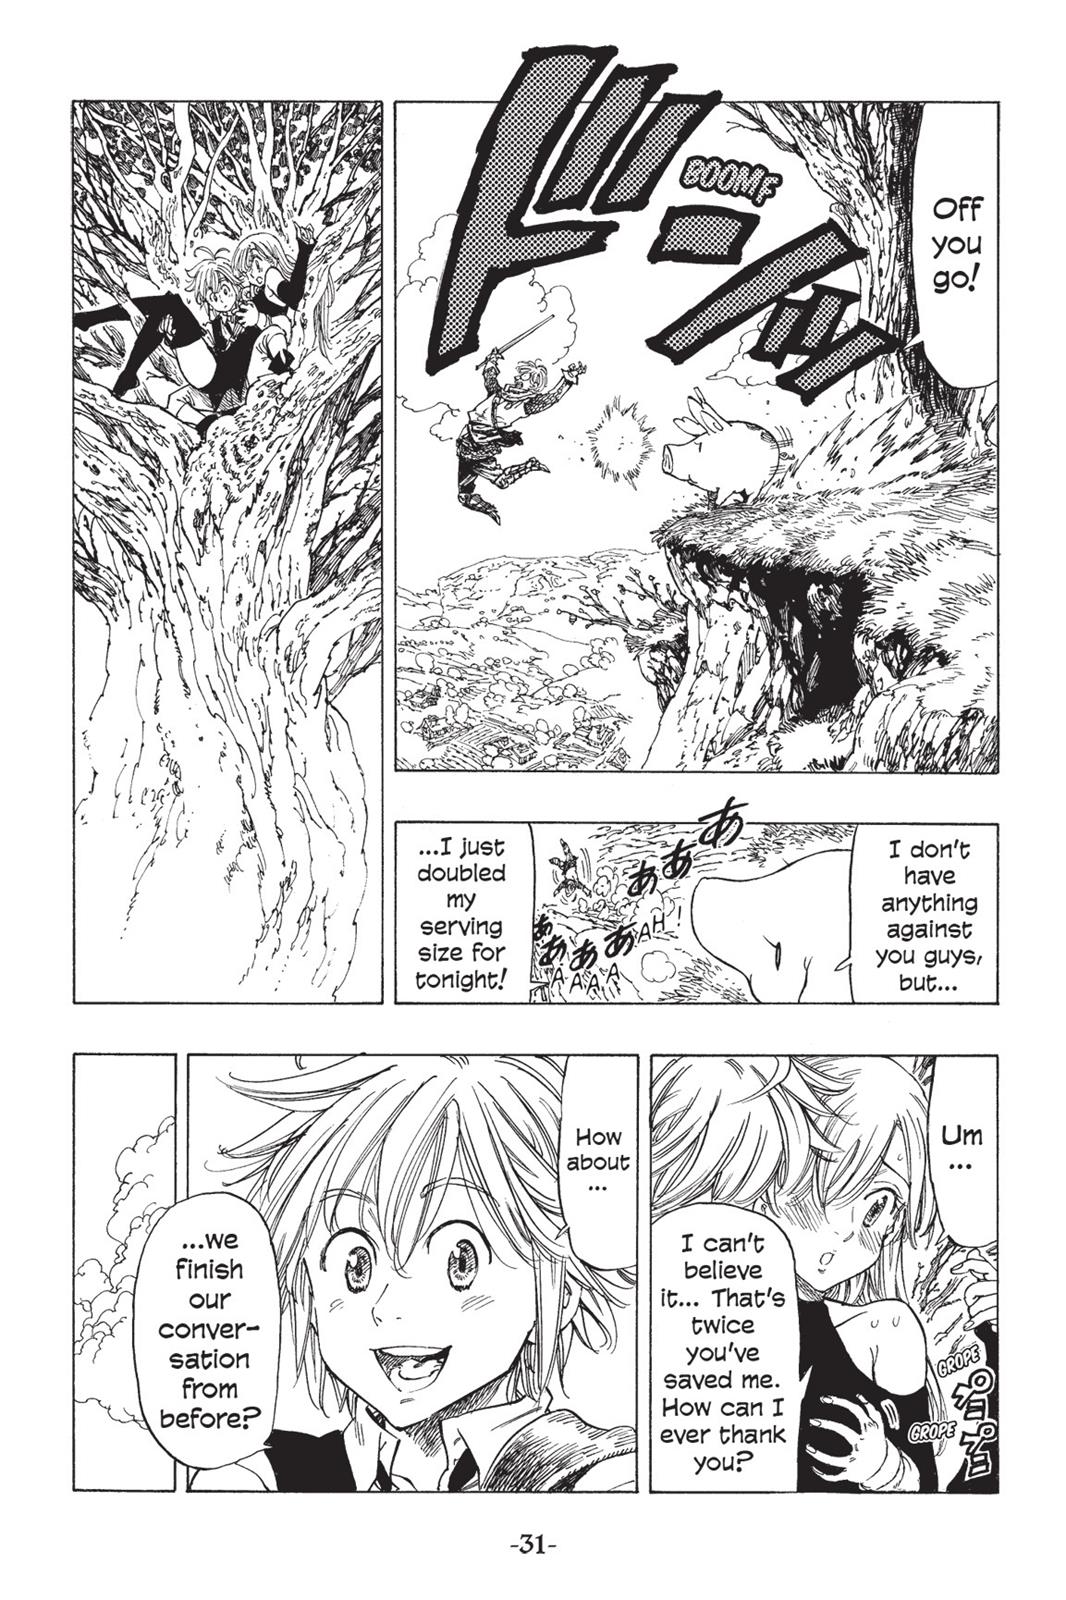 ドドーンッ
BOOMF
Off
you
go!
I don't
have
anything
against
you guys,
but...
あああ
AH!
ああああ
AAAA
...I just
doubled
my
serving
size for
tonight!
Um
...
I can't
believe
it... That's
twice
you've
saved me.
How can I
ever thank
you?
GROPE
GROPE
How
about
...
...we
finish
our
conver-
sation
from
before?
-31-